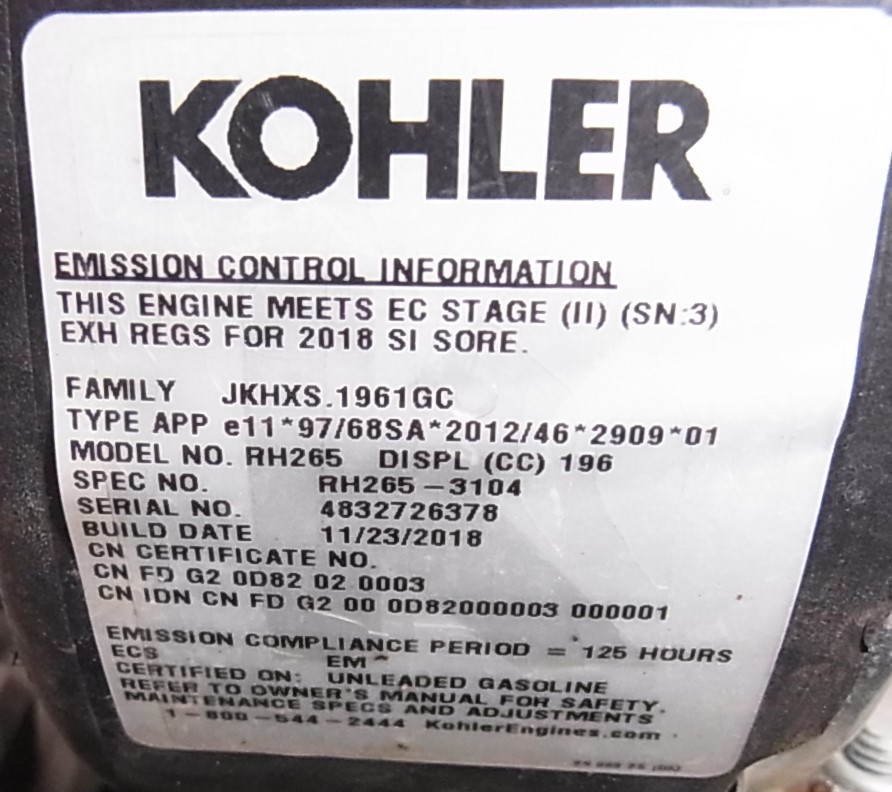 KOHLER
EMISSION CONTROL INFORMATION
THIS ENGINE MEETS EC STAGE (II) (SN:3)
EXH REGS FOR 2018 SI SORE.
FAMILY JKHXS.1961GC
TYPE APP e11*97/68SA*2012/46*2909*01
MODEL NO. RH265 DISPL (CC) 196
SPEC NO. RH265-3104
SERIAL NO. 4832726378
BUILD DATE 11/23/2018
CN CERTIFICATE NO.
CN FD G2 0D82 02 0003
CN IDN CN FD G2 00 0D82000003 000001
EMISSION COMPLIANCE PERIOD = 125 HOURS
ECS EM
CERTIFIED ON: UNLEADED GASOLINE
REFER TO OWNER'S MANUAL FOR SAFETY,
MAINTENANCE SPECS AND ADJUSTMENTS
1-800-544-2444 KohlerEngines.com